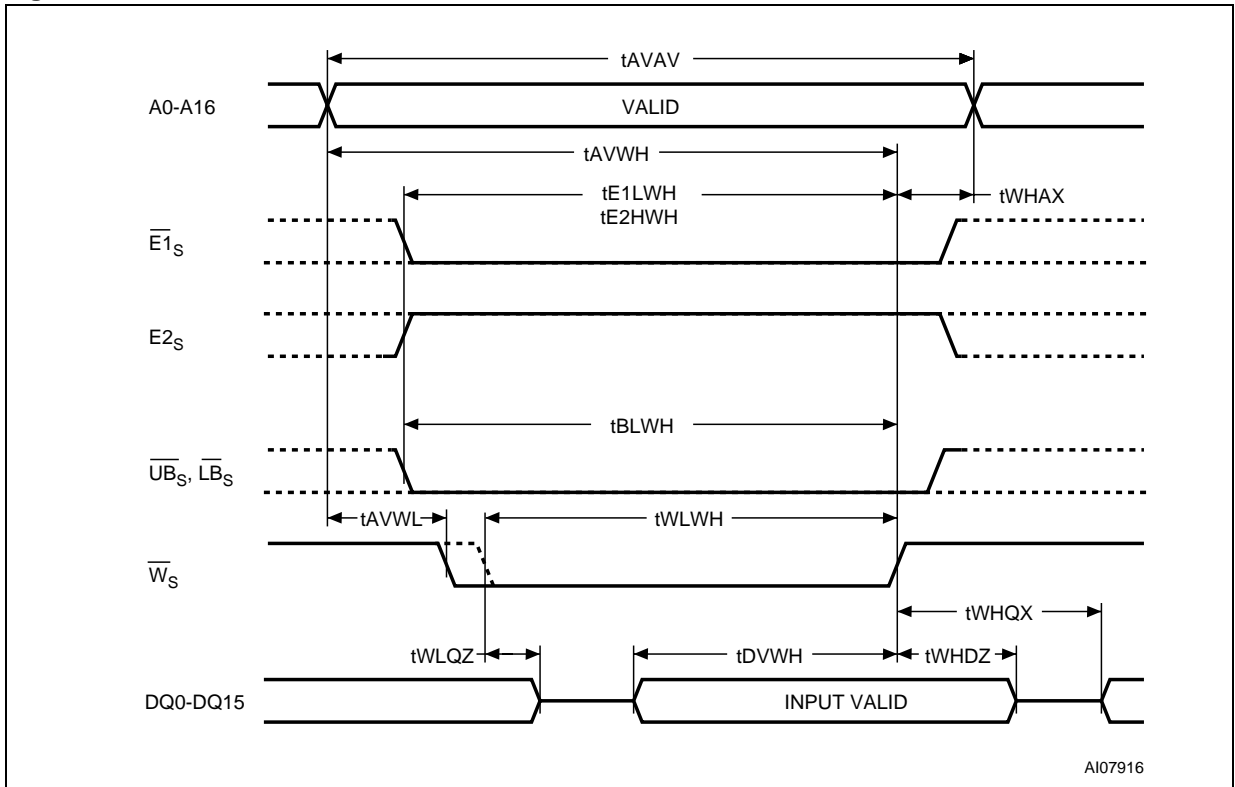 tAVAV
A0-A16
VALID
tAVWH
tE1LWH
tWHAX
tE2HWH
E1S
E2S
tBLWH
UBS, LBS
tAVWL
tWLWH
WS
tWHQX
tWLQZ
tDVWH
tWHDZ
DQ0-DQ15
INPUT VALID
AI07916